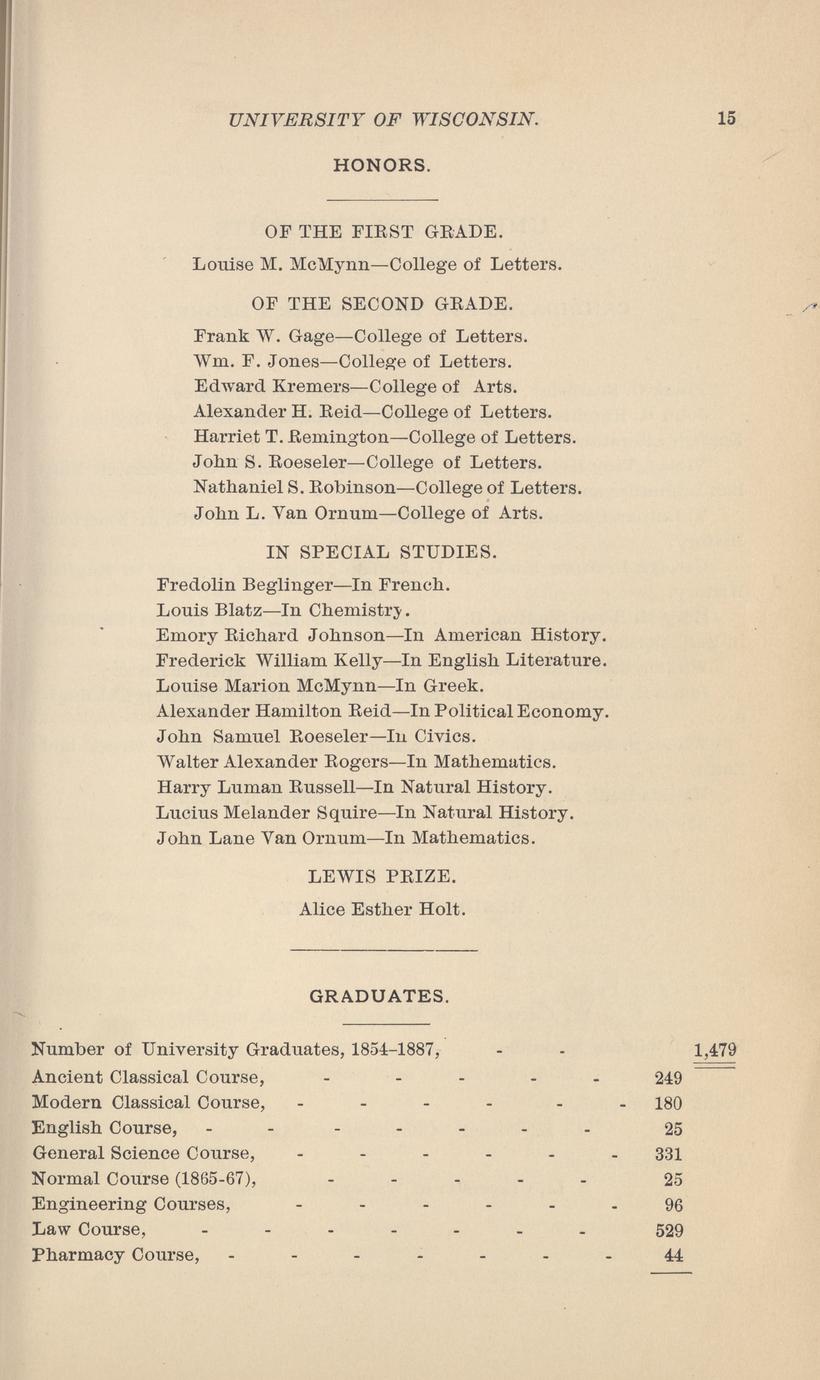 UNIVERSITY OF WISCONSIN. 15
HONORS.
OF THE FIRST GRADE.
Louise M. McMynn—College of Letters.
OF THE SECOND GRADE.
Frank W. Gage—College of Letters.
Wm. F. Jones—College of Letters.
Edward Kremers—College of Arts.
Alexander H. Reid—College of Letters.
Harriet T. Remington—College of Letters.
John S. Roeseler—College of Letters.
Nathaniel S. Robinson—College of Letters.
John L. Van Ornum—College of Arts.
IN SPECIAL STUDIES.
Fredolin Beglinger—In French.
Louis Blatz—In Chemistry.
Emory Richard Johnson—In American History.
Frederick William Kelly—In English Literature.
Louise Marion McMynn—In Greek.
Alexander Hamilton Reid—In Political Economy.
John Samuel Roeseler—In Civics.
Walter Alexander Rogers—In Mathematics.
Harry Luman Russell—In Natural History.
Lucius Melander Squire—In Natural History.
John Lane Van Ornum—In Mathematics.
LEWIS PRIZE.
Alice Esther Holt.
GRADUATES.
Number of University Graduates, 1854–1887, - - 1,479
Ancient Classical Course, - - - - - 249
Modern Classical Course, - - - - - - 180
English Course, - - - - - - - 25
General Science Course, - - - - - - 331
Normal Course (1865-67), - - - - - 25
Engineering Courses, - - - - - - 96
Law Course, - - - - - - - 529
Pharmacy Course, - - - - - - - 44